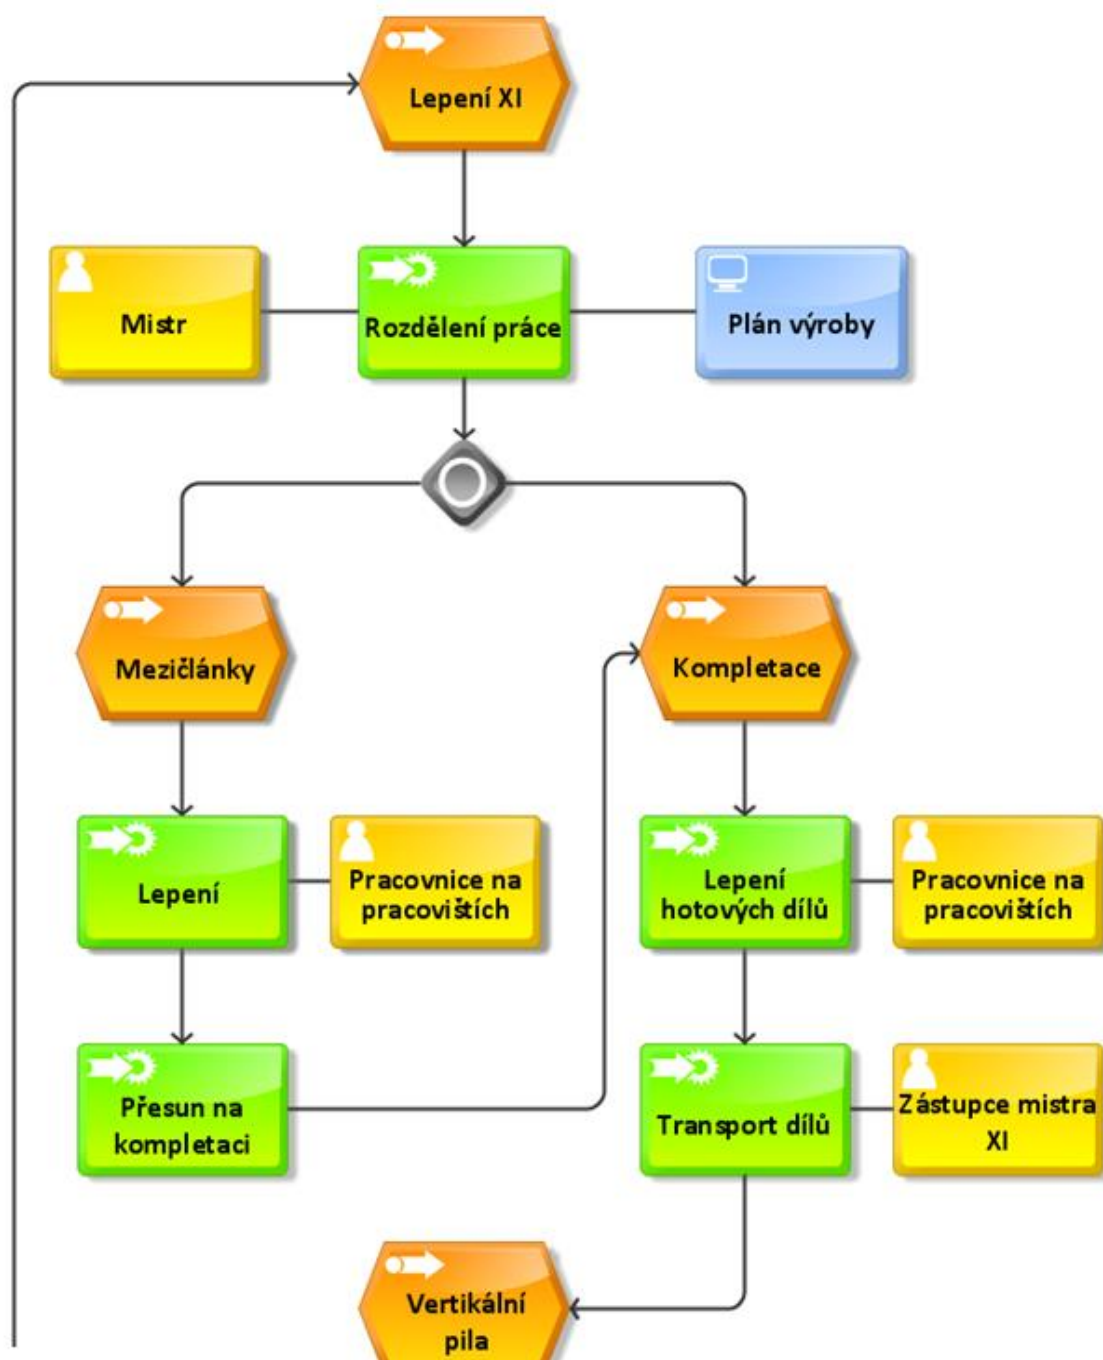 Lepení XI
Mistr
Rozdělení práce
Plán výroby
Mezičlánky
Kompletace
Lepení
Pracovnice na
pracovištích
Lepení
hotových dílů
Pracovnice na
pracovištích
Přesun na
kompletaci
Transport dílů
Zástupce mistra
XI
Vertikální
pila